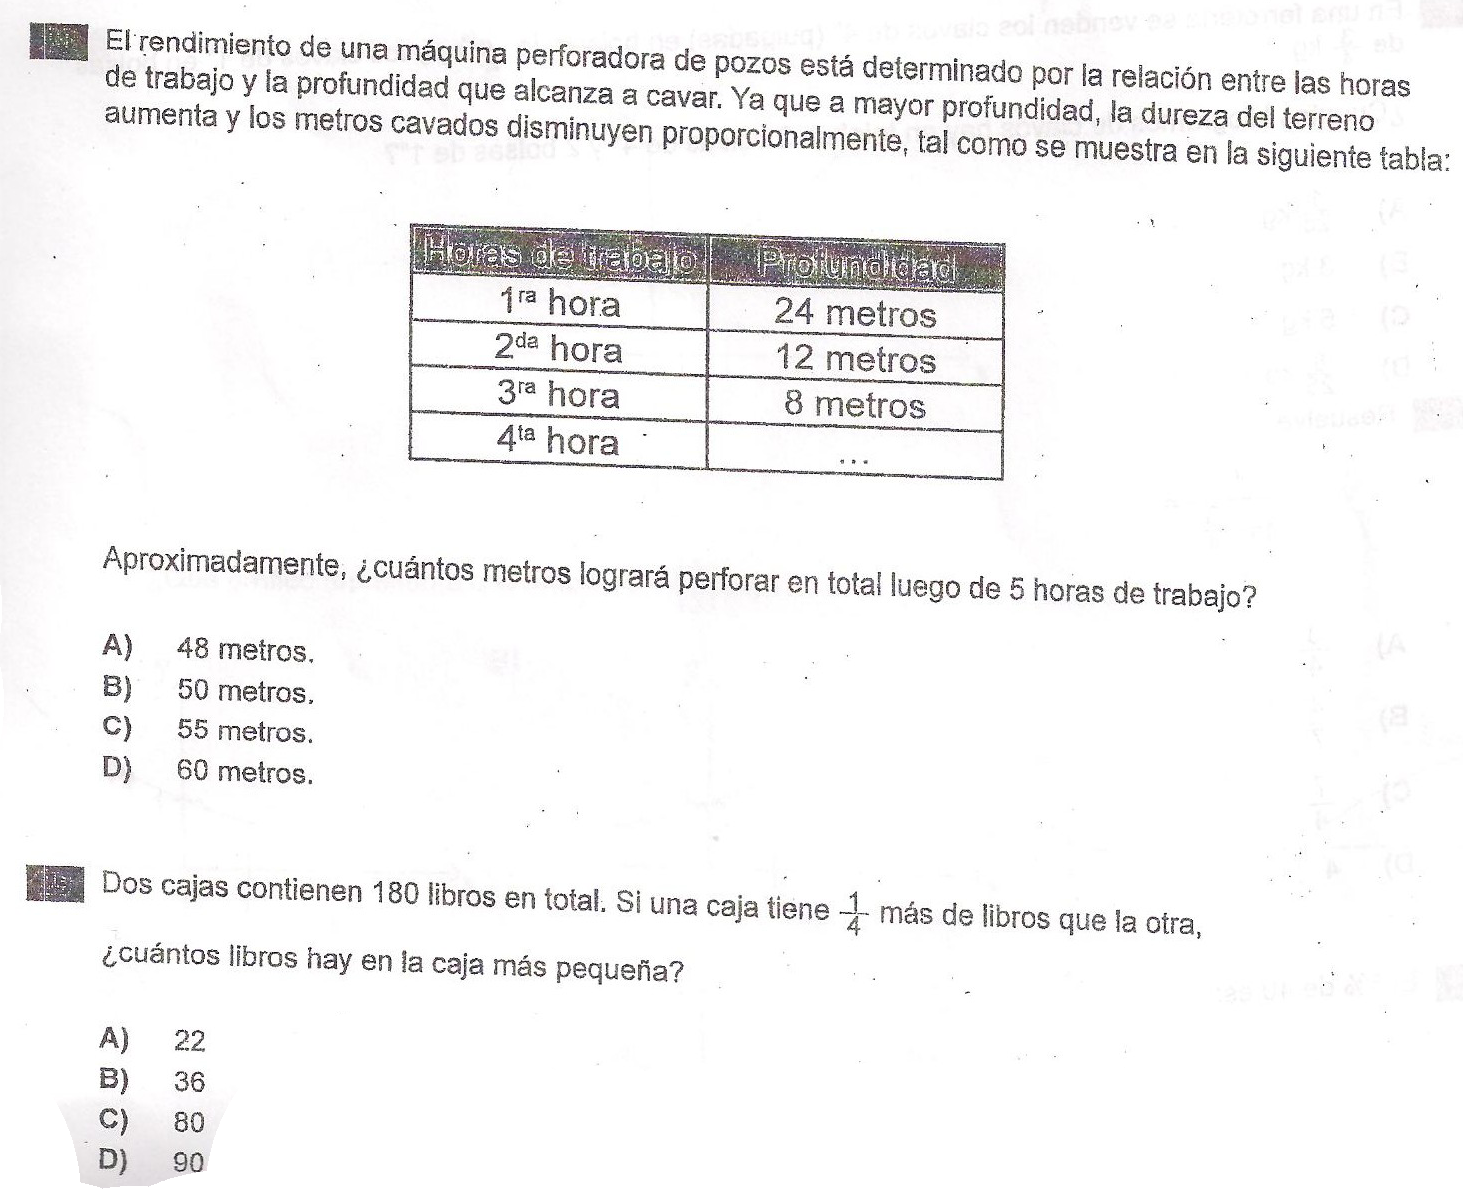 El rendimiento de una máquina perforadora de pozos está determinado por la relación entre las horas
de trabajo y la profundidad que alcanza a cavar. Ya que a mayor profundidad, la dureza del terreno
aumenta y los metros cavados disminuyen proporcionalmente, tal como se muestra en la siguiente tabla:
Horas de trabajo Profundidad
1ra hora 24 metros
2da hora 12 metros
3ra hora 8 metros
4ta hora ...
Aproximadamente, ¿cuántos metros logrará perforar en total luego de 5 horas de trabajo?
A) 48 metros.
B) 50 metros.
C) 55 metros.
D) 60 metros.
Dos cajas contienen 180 libros en total. Si una caja tiene 1/4 más de libros que la otra,
¿cuántos libros hay en la caja más pequeña?
A) 22
B) 36
C) 80
D) 90